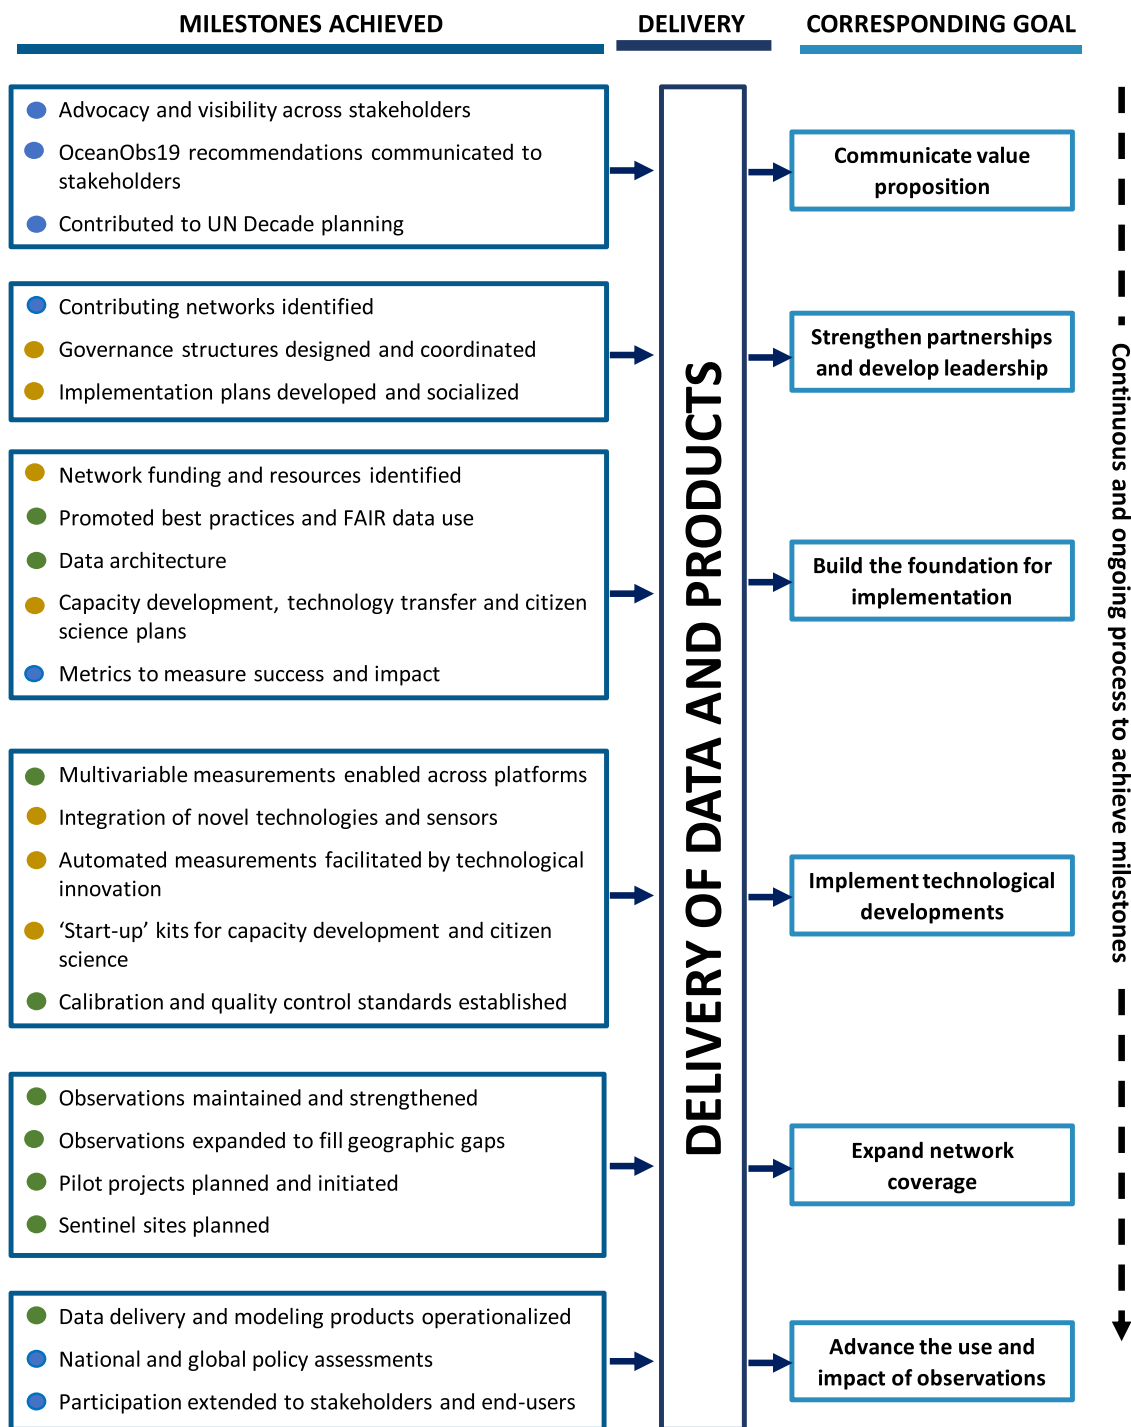 MILESTONES ACHIEVED
DELIVERY
CORRESPONDING GOAL
Advocacy and visibility across stakeholders
OceanObs19 recommendations communicated to
stakeholders
Contributed to UN Decade planning
Communicate value
proposition
Contributing networks identified
Governance structures designed and coordinated
Implementation plans developed and socialized
Strengthen partnerships
and develop leadership
Network funding and resources identified
Promoted best practices and FAIR data use
Data architecture
Capacity development, technology transfer and citizen
science plans
Metrics to measure success and impact
Build the foundation for
implementation
Multivariable measurements enabled across platforms
Integration of novel technologies and sensors
Automated measurements facilitated by technological
innovation
‘Start-up’ kits for capacity development and citizen
science
Calibration and quality control standards established
Implement technological
developments
Observations maintained and strengthened
Observations expanded to fill geographic gaps
Pilot projects planned and initiated
Sentinel sites planned
Expand network
coverage
Data delivery and modeling products operationalized
National and global policy assessments
Participation extended to stakeholders and end-users
Advance the use and
impact of observations
DELIVERY OF DATA AND PRODUCTS
Continuous and ongoing process to achieve milestones